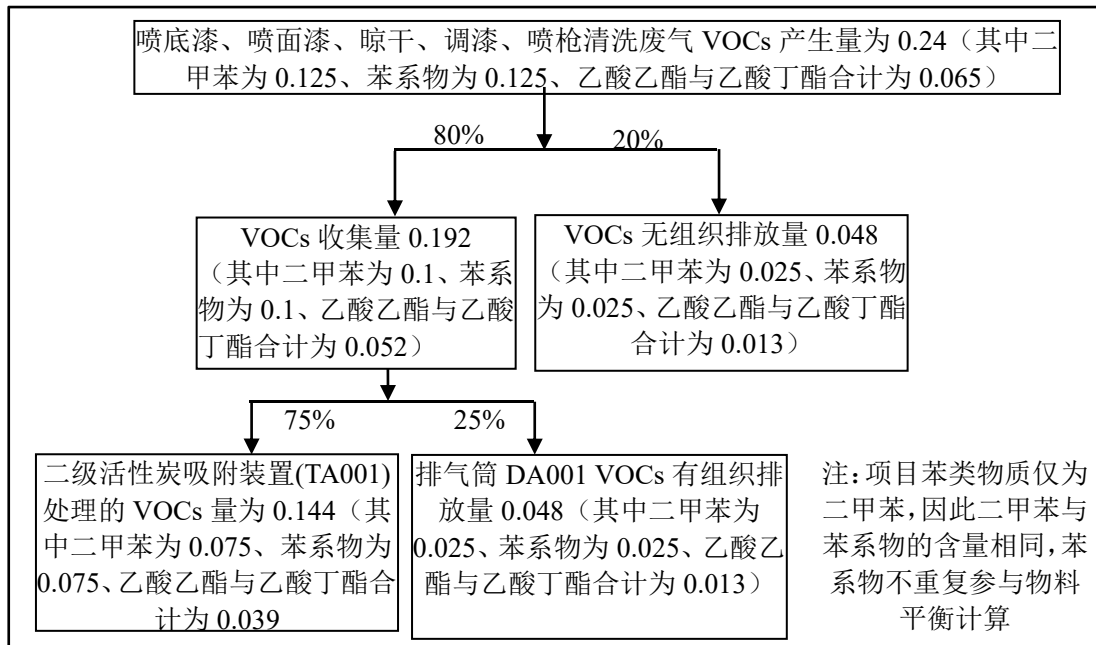 喷底漆、喷面漆、晾干、调漆、喷枪清洗废气 VOCs 产生量为 0.24（其中二
甲苯为 0.125、苯系物为 0.125、乙酸乙酯与乙酸丁酯合计为 0.065）
80%
20%
VOCs 收集量 0.192
（其中二甲苯为 0.1、苯系
物为 0.1、乙酸乙酯与乙酸
丁酯合计为 0.052）
VOCs 无组织排放量 0.048
（其中二甲苯为 0.025、苯系物
为 0.025、乙酸乙酯与乙酸丁酯
合计为 0.013）
75%
25%
二级活性炭吸附装置(TA001)
处理的 VOCs 量为 0.144（其
中二甲苯为 0.075、苯系物为
0.075、乙酸乙酯与乙酸丁酯合
计为 0.039
排气筒 DA001 VOCs 有组织排
放量 0.048（其中二甲苯为
0.025、苯系物为 0.025、乙酸乙
酯与乙酸丁酯合计为 0.013）
注：项目苯类物质仅为
二甲苯，因此二甲苯与
苯系物的含量相同，苯
系物不重复参与物料
平衡计算